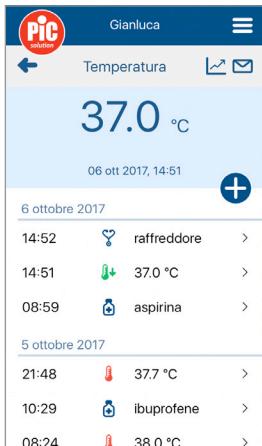 PiC
solution
Gianluca
Temperatura
37.0 °C
06 ott 2017, 14:51
6 ottobre 2017
14:52 raffreddore
14:51 37.0 °C
08:59 aspirina
5 ottobre 2017
21:48 37.7 °C
10:29 ibuprofene
08:24 38.0 °C